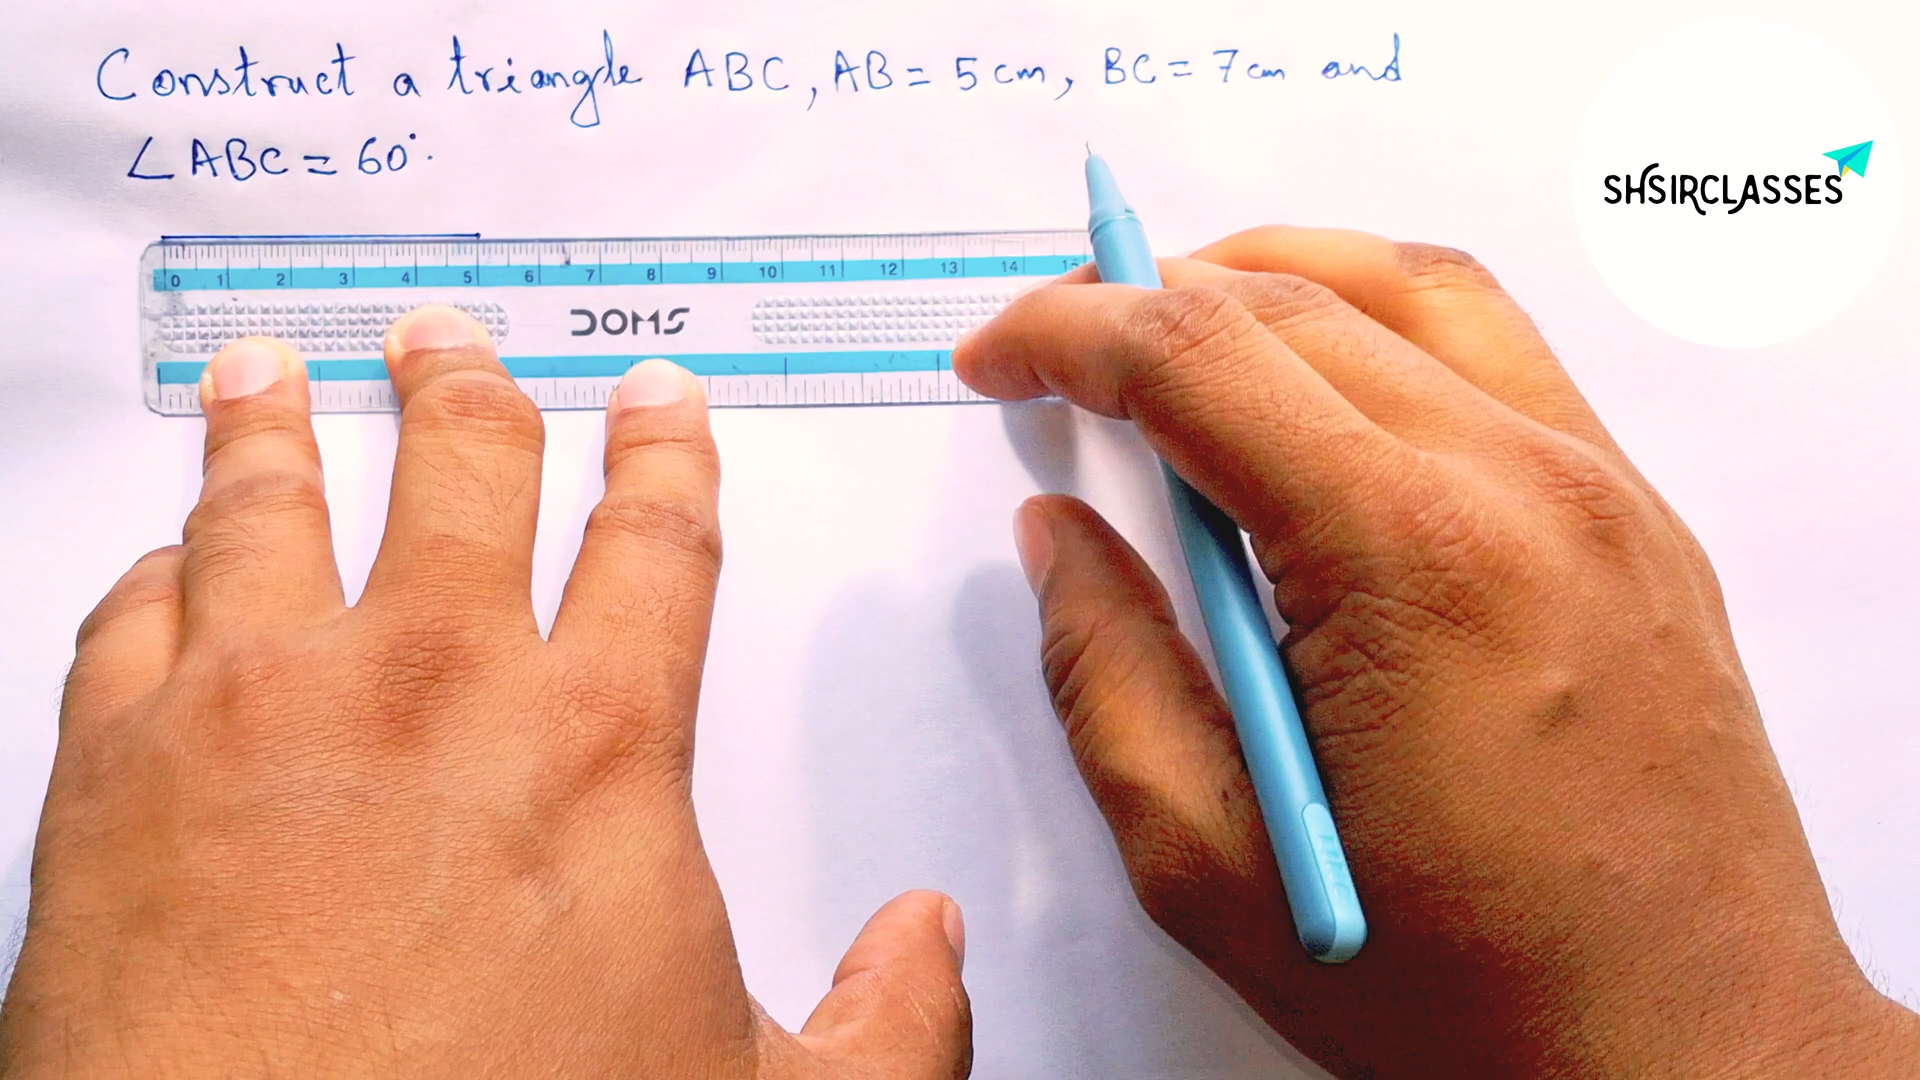 Construct a triangle ABC, AB = 5 cm, BC = 7 cm and
∠ABC = 60°.
SHSIRCLASSES
0 1 2 3 4 5 6 7 8 9 10 11 12 13 14
DOMS